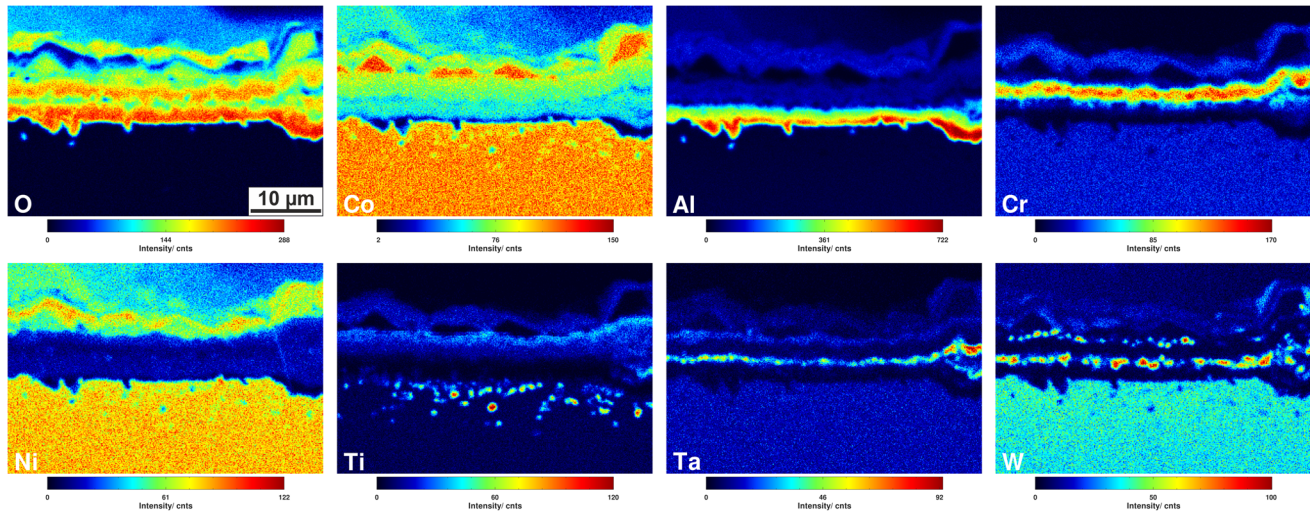 O
10 µm
Co
Al
Cr
0 144 288
2 76 150
0 361 722
0 85 170
Intensity/ cnts
Intensity/ cnts
Intensity/ cnts
Intensity/ cnts
Ni
Ti
Ta
W
0 61 122
0 60 120
0 46 92
0 50 100
Intensity/ cnts
Intensity/ cnts
Intensity/ cnts
Intensity/ cnts